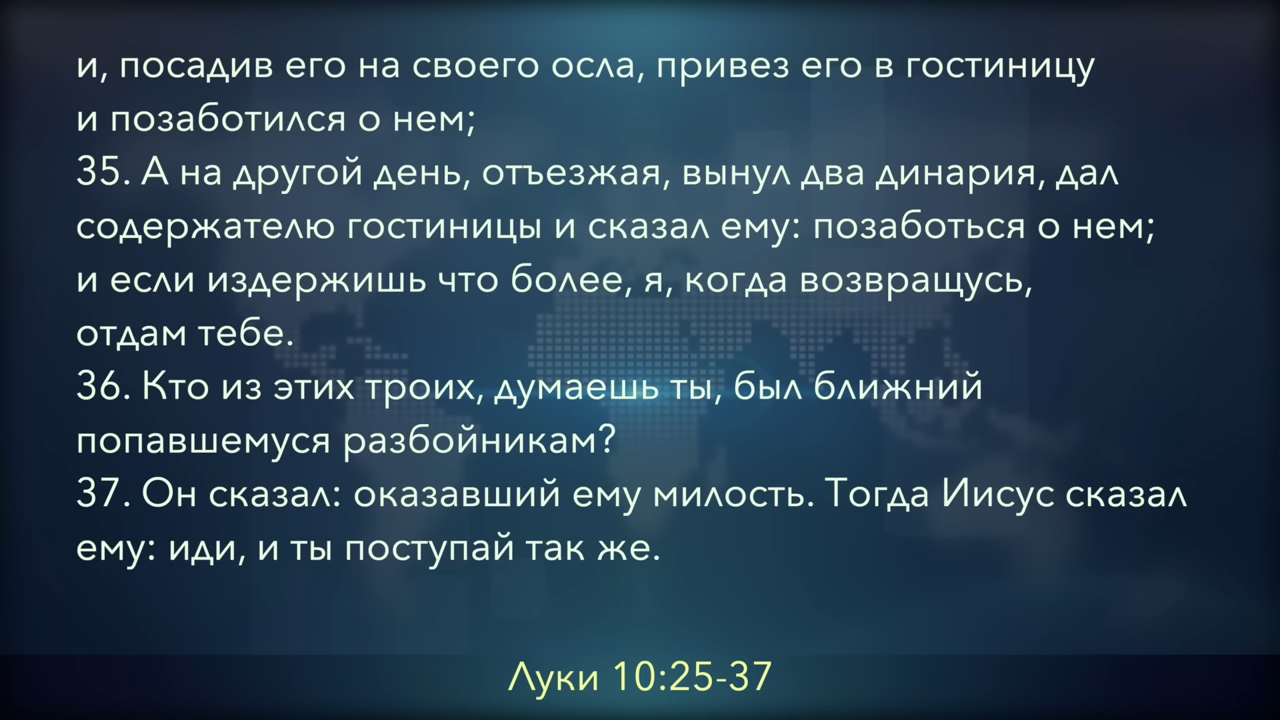 и, посадив его на своего осла, привез его в гостиницу
и позаботился о нем;
35. А на другой день, отъезжая, вынул два динария, дал
содержателю гостиницы и сказал ему: позаботься о нем;
и если издержишь что более, я, когда возвращусь,
отдам тебе.
36. Кто из этих троих, думаешь ты, был ближний
попавшемуся разбойникам?
37. Он сказал: оказавший ему милость. Тогда Иисус сказал
ему: иди, и ты поступай так же.
Луки 10:25-37